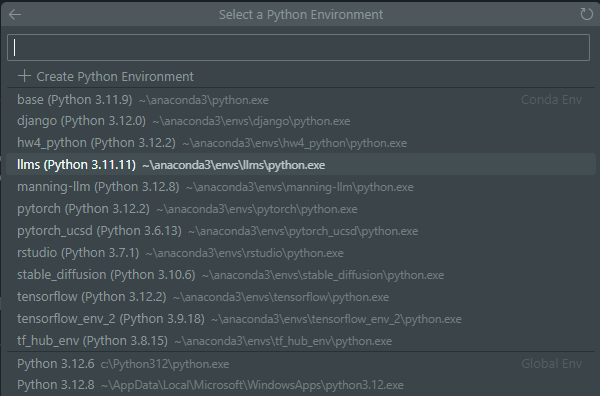 Select a Python Environment
Create Python Environment
base (Python 3.11.9) ~\anaconda3\python.exe Conda Env
django (Python 3.12.0) ~\anaconda3\envs\django\python.exe
hw4_python (Python 3.12.2) ~\anaconda3\envs\hw4_python\python.exe
llms (Python 3.11.11) ~\anaconda3\envs\llms\python.exe
manning-llm (Python 3.12.8) ~\anaconda3\envs\manning-llm\python.exe
pytorch (Python 3.12.2) ~\anaconda3\envs\pytorch\python.exe
pytorch_ucsd (Python 3.6.13) ~\anaconda3\envs\pytorch_ucsd\python.exe
rstudio (Python 3.7.1) ~\anaconda3\envs\rstudio\python.exe
stable_diffusion (Python 3.10.6) ~\anaconda3\envs\stable_diffusion\python.exe
tensorflow (Python 3.12.2) ~\anaconda3\envs\tensorflow\python.exe
tensorflow_env_2 (Python 3.9.18) ~\anaconda3\envs\tensorflow_env_2\python.exe
tf_hub_env (Python 3.8.15) ~\anaconda3\envs\tf_hub_env\python.exe
Python 3.12.6 c:\Python312\python.exe Global Env
Python 3.12.8 ~\AppData\Local\Microsoft\WindowsApps\python3.12.exe